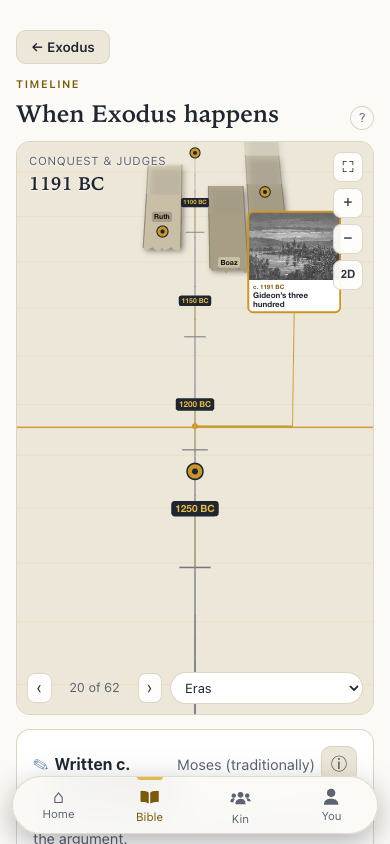 ← Exodus
TIMELINE
When Exodus happens
?
CONQUEST & JUDGES
1191 BC
1100 BC
Ruth
Boaz
+
−
2D
c. 1191 BC
Gideon's three
hundred
1150 BC
1200 BC
1250 BC
‹ 20 of 62 › Eras
Written c. Moses (traditionally) ⓘ
Home Bible Kin You
the argument.